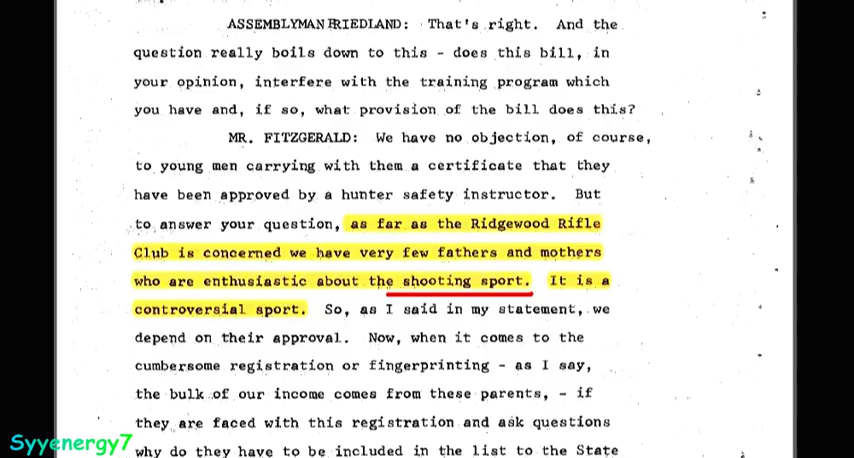 ASSEMBLYMAN FRIEDLAND: That's right. And the
question really boils down to this - does this bill, in
your opinion, interfere with the training program which
you have and, if so, what provision of the bill does this?
MR. FITZGERALD: We have no objection, of course,
to young men carrying with them a certificate that they
have been approved by a hunter safety instructor. But
to answer your question, as far as the Ridgewood Rifle
Club is concerned we have very few fathers and mothers
who are enthusiastic about the shooting sport. It is a
controversial sport. So, as I said in my statement, we
depend on their approval. Now, when it comes to the
cumbersome registration or fingerprinting - as I say,
the bulk of our income comes from these parents, - if
they are faced with this registration and ask questions
why do they have to be included in the list to the State
Syyenergy7